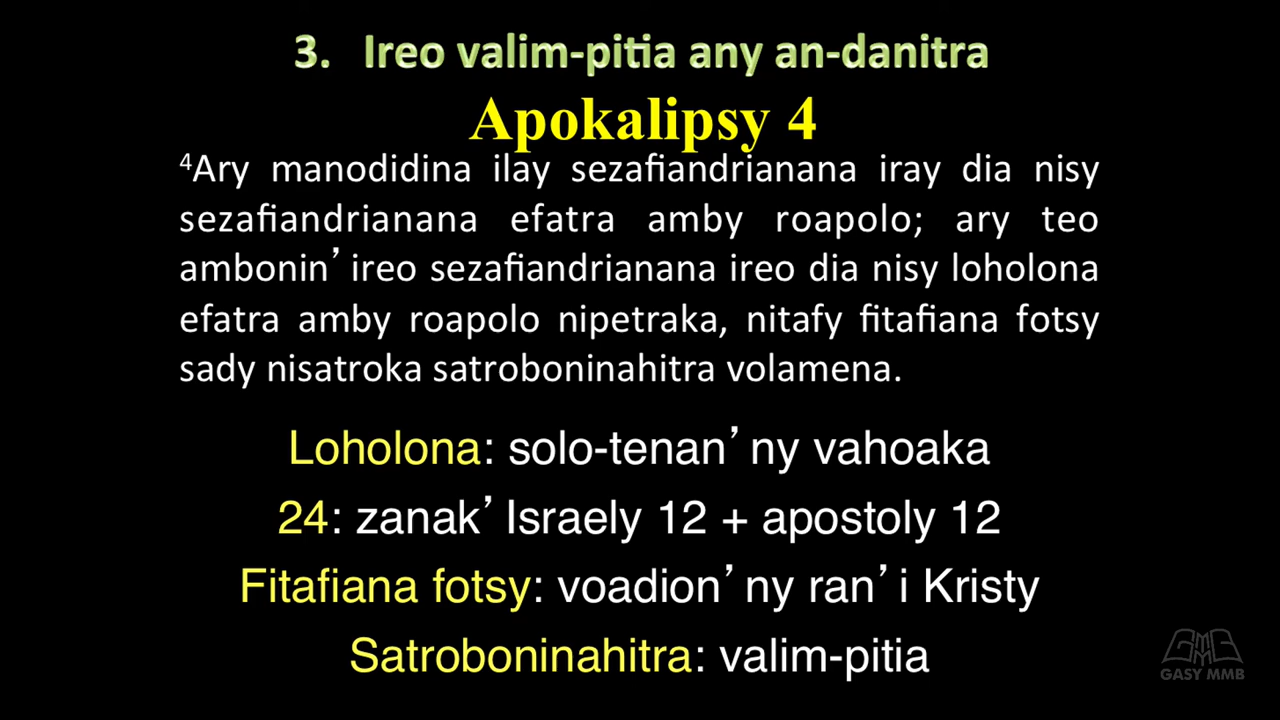 3. Ireo valim-pitia any an-danitra
Apokalipsy 4
⁴Ary manodidina ilay sezafiandrianana iray dia nisy
sezafiandrianana efatra amby roapolo; ary teo
ambonin’ ireo sezafiandrianana ireo dia nisy loholona
efatra amby roapolo nipetraka, nitafy fitafiana fotsy
sady nisatroka satroboninahitra volamena.
Loholona: solo-tenan’ ny vahoaka
24: zanak’ Israely 12 + apostoly 12
Fitafiana fotsy: voadion’ ny ran’ i Kristy
Satroboninahitra: valim-pitia
GASY MMB